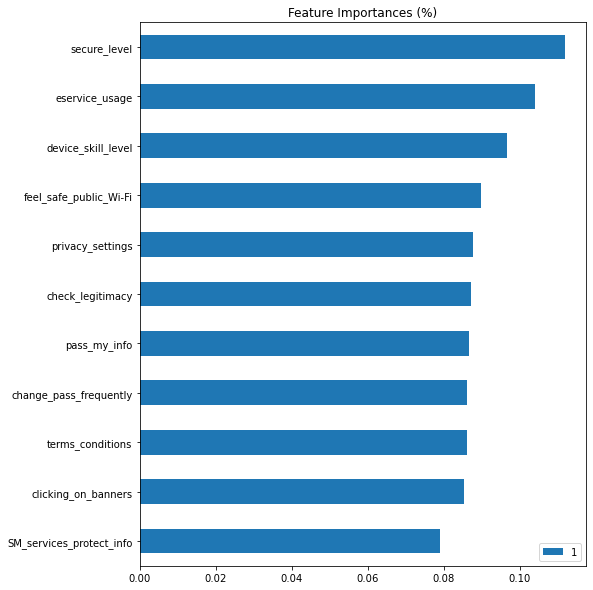 Feature Importances (%)
secure_level
eservice_usage
device_skill_level
feel_safe_public_Wi-Fi
privacy_settings
check_legitimacy
pass_my_info
change_pass_frequently
terms_conditions
clicking_on_banners
SM_services_protect_info
1
0.00 0.02 0.04 0.06 0.08 0.10